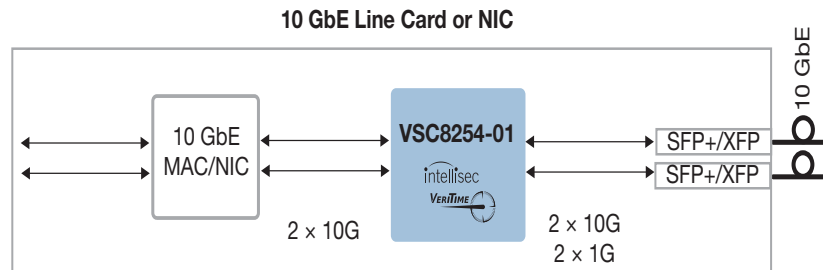 10 GbE Line Card or NIC
10 GbE
10 GbE
MAC/NIC
VSC8254-01
intellisec
VERITIME
SFP+/XFP
SFP+/XFP
2 × 10G
2 × 10G
2 × 1G